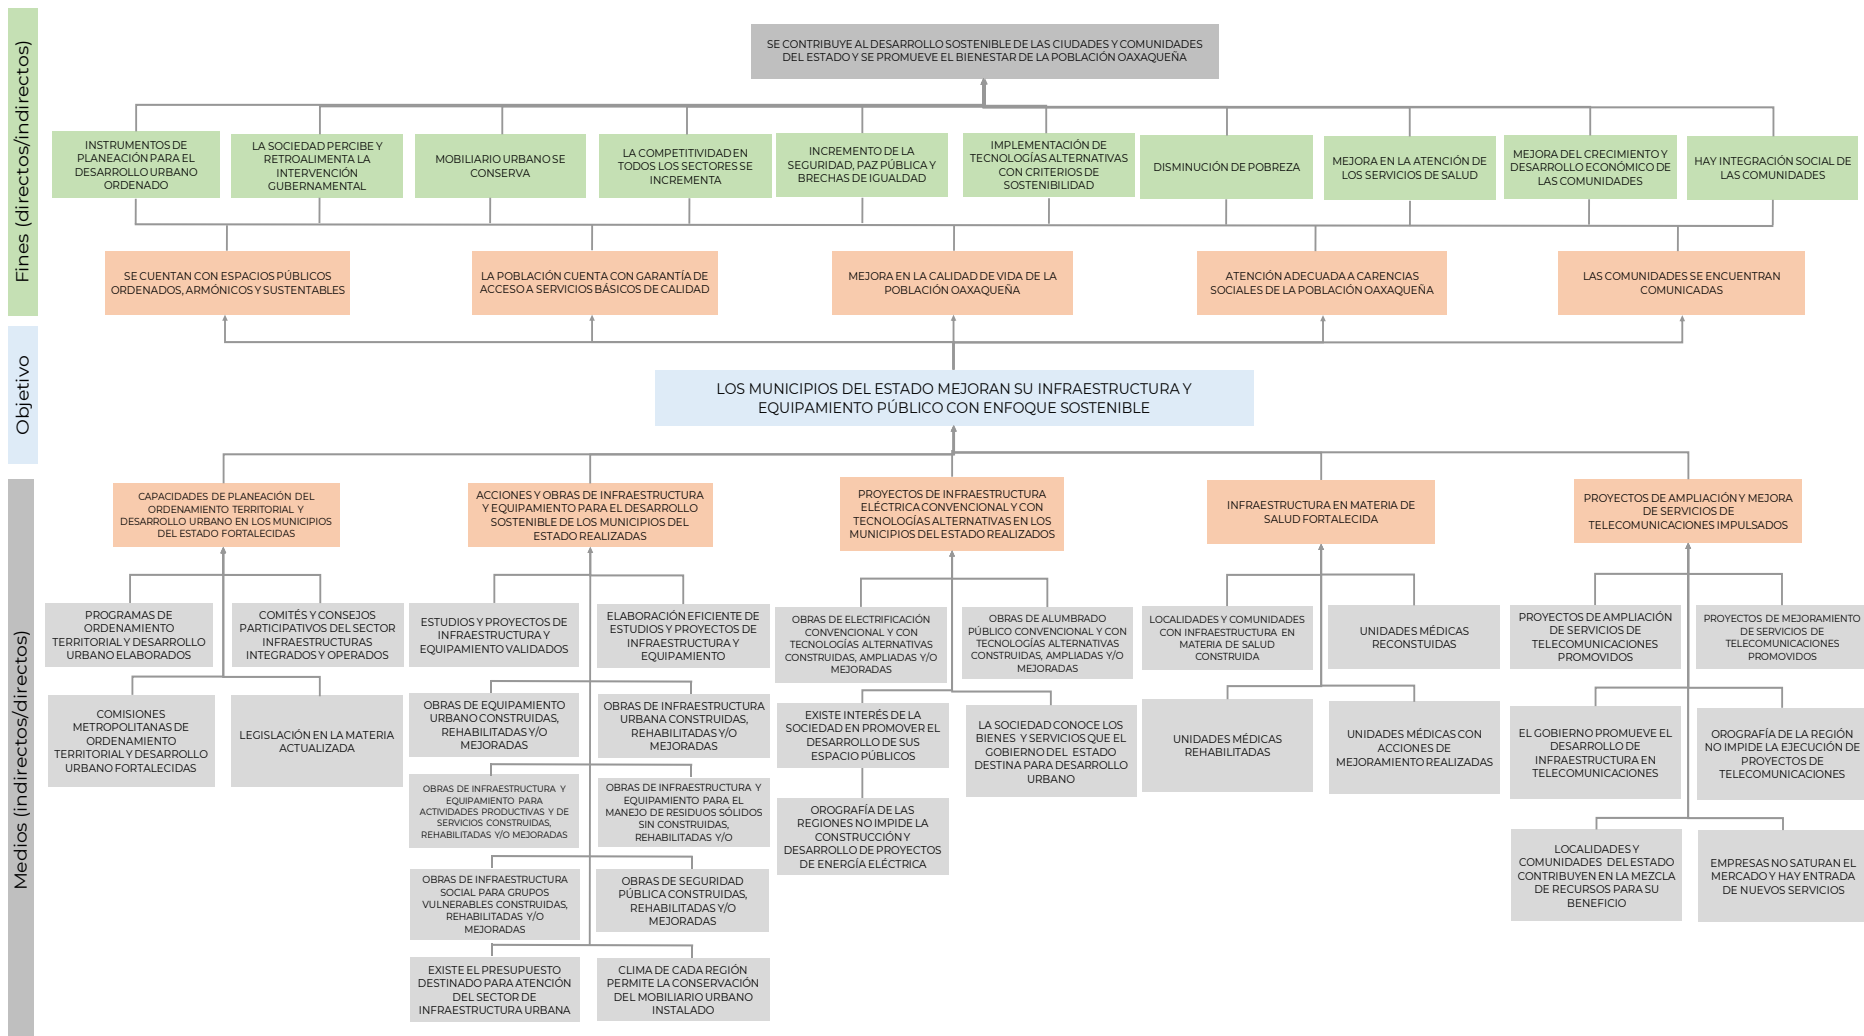 Fines (directos/indirectos)
SE CONTRIBUYE AL DESARROLLO SOSTENIBLE DE LAS CIUDADES Y COMUNIDADES
DEL ESTADO Y SE PROMUEVE EL BIENESTAR DE LA POBLACIÓN OAXAQUEÑA
INSTRUMENTOS DE
PLANEACIÓN PARA EL
DESARROLLO URBANO
ORDENADO
LA SOCIEDAD PERCIBE Y
RETROALIMENTA LA
INTERVENCIÓN
GUBERNAMENTAL
MOBILIARIO URBANO SE
CONSERVA
LA COMPETITIVIDAD EN
TODOS LOS SECTORES SE
INCREMENTA
INCREMENTO DE LA
SEGURIDAD, PAZ PÚBLICA Y
BRECHAS DE IGUALDAD
IMPLEMENTACIÓN DE
TECNOLOGÍAS ALTERNATIVAS
CON CRITERIOS DE
SOSTENIBILIDAD
DISMINUCIÓN DE POBREZA
MEJORA EN LA ATENCIÓN DE
LOS SERVICIOS DE SALUD
MEJORA DEL CRECIMIENTO Y
DESARROLLO ECONÓMICO DE
LAS COMUNIDADES
HAY INTEGRACIÓN SOCIAL DE
LAS COMUNIDADES
SE CUENTAN CON ESPACIOS PÚBLICOS
ORDENADOS, ARMÓNICOS Y SUSTENTABLES
LA POBLACIÓN CUENTA CON GARANTÍA DE
ACCESO A SERVICIOS BÁSICOS DE CALIDAD
MEJORA EN LA CALIDAD DE VIDA DE LA
POBLACIÓN OAXAQUEÑA
ATENCIÓN ADECUADA A CARENCIAS
SOCIALES DE LA POBLACIÓN OAXAQUEÑA
LAS COMUNIDADES SE ENCUENTRAN
COMUNICADAS
Objetivo
LOS MUNICIPIOS DEL ESTADO MEJORAN SU INFRAESTRUCTURA Y
EQUIPAMIENTO PÚBLICO CON ENFOQUE SOSTENIBLE
Medios (indirectos/directos)
CAPACIDADES DE PLANEACIÓN DEL
ORDENAMIENTO TERRITORIAL Y
DESARROLLO URBANO EN LOS MUNICIPIOS
DEL ESTADO FORTALECIDAS
ACCIONES Y OBRAS DE INFRAESTRUCTURA
Y EQUIPAMIENTO PARA EL DESARROLLO
SOSTENIBLE DE LOS MUNICIPIOS DEL
ESTADO REALIZADAS
PROYECTOS DE INFRAESTRUCTURA
ELÉCTRICA CONVENCIONAL Y CON
TECNOLOGÍAS ALTERNATIVAS EN LOS
MUNICIPIOS DEL ESTADO REALIZADOS
INFRAESTRUCTURA EN MATERIA DE
SALUD FORTALECIDA
PROYECTOS DE AMPLIACIÓN Y MEJORA
DE SERVICIOS DE
TELECOMUNICACIONES IMPULSADOS
PROGRAMAS DE
ORDENAMIENTO
TERRITORIAL Y DESARROLLO
URBANO ELABORADOS
COMITÉS Y CONSEJOS
PARTICIPATIVOS DEL SECTOR
INFRAESTRUCTURAS
INTEGRADOS Y OPERADOS
ESTUDIOS Y PROYECTOS DE
INFRAESTRUCTURA Y
EQUIPAMIENTO VALIDADOS
ELABORACIÓN EFICIENTE DE
ESTUDIOS Y PROYECTOS DE
INFRAESTRUCTURA Y
EQUIPAMIENTO
OBRAS DE ELECTRIFICACIÓN
CONVENCIONAL Y CON
TECNOLOGÍAS ALTERNATIVAS
CONSTRUIDAS, AMPLIADAS Y/O
MEJORADAS
OBRAS DE ALUMBRADO
PÚBLICO CONVENCIONAL Y CON
TECNOLOGÍAS ALTERNATIVAS
CONSTRUIDAS, AMPLIADAS Y/O
MEJORADAS
LOCALIDADES Y COMUNIDADES
CON INFRAESTRUCTURA EN
MATERIA DE SALUD
CONSTRUIDA
UNIDADES MÉDICAS
RECONSTUIDAS
PROYECTOS DE AMPLIACIÓN
DE SERVICIOS DE
TELECOMUNICACIONES
PROMOVIDOS
PROYECTOS DE MEJORAMIENTO
DE SERVICIOS DE
TELECOMUNICACIONES
PROMOVIDOS
COMISIONES
METROPOLITANAS DE
ORDENAMIENTO
TERRITORIAL Y DESARROLLO
URBANO FORTALECIDAS
LEGISLACIÓN EN LA MATERIA
ACTUALIZADA
OBRAS DE EQUIPAMIENTO
URBANO CONSTRUIDAS,
REHABILITADAS Y/O
MEJORADAS
OBRAS DE INFRAESTRUCTURA
URBANA CONSTRUIDAS,
REHABILITADAS Y/O
MEJORADAS
EXISTE INTERÉS DE LA
SOCIEDAD EN PROMOVER EL
DESARROLLO DE SUS
ESPACIO PÚBLICOS
LA SOCIEDAD CONOCE LOS
BIENES Y SERVICIOS QUE EL
GOBIERNO DEL ESTADO
DESTINA PARA DESARROLLO
URBANO
UNIDADES MÉDICAS
REHABILITADAS
UNIDADES MÉDICAS CON
ACCIONES DE
MEJORAMIENTO REALIZADAS
EL GOBIERNO PROMUEVE EL
DESARROLLO DE
INFRAESTRUCTURA EN
TELECOMUNICACIONES
OROGRAFÍA DE LA REGIÓN
NO IMPIDE LA EJECUCIÓN DE
PROYECTOS DE
TELECOMUNICACIONES
OBRAS DE INFRAESTRUCTURA Y
EQUIPAMIENTO PARA
ACTIVIDADES PRODUCTIVAS Y DE
SERVICIOS CONSTRUIDAS,
REHABILITADAS Y/O MEJORADAS
OBRAS DE INFRAESTRUCTURA Y
EQUIPAMIENTO PARA EL
MANEJO DE RESIDUOS SÓLIDOS
SIN CONSTRUIDAS,
REHABILITADAS Y/O
OROGRAFÍA DE LAS
REGIONES NO IMPIDE LA
CONSTRUCCIÓN Y
DESARROLLO DE PROYECTOS
DE ENERGÍA ELÉCTRICA
LOCALIDADES Y
COMUNIDADES DEL ESTADO
CONTRIBUYEN EN LA MEZCLA
DE RECURSOS PARA SU
BENEFICIO
EMPRESAS NO SATURAN EL
MERCADO Y HAY ENTRADA
DE NUEVOS SERVICIOS
OBRAS DE INFRAESTRUCTURA
SOCIAL PARA GRUPOS
VULNERABLES CONSTRUIDAS,
REHABILITADAS Y/O
MEJORADAS
OBRAS DE SEGURIDAD
PÚBLICA CONSTRUIDAS,
REHABILITADAS Y/O
MEJORADAS
EXISTE EL PRESUPUESTO
DESTINADO PARA ATENCIÓN
DEL SECTOR DE
INFRAESTRUCTURA URBANA
CLIMA DE CADA REGIÓN
PERMITE LA CONSERVACIÓN
DEL MOBILIARIO URBANO
INSTALADO